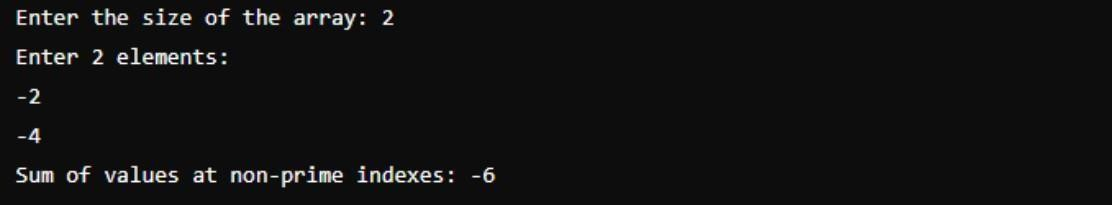 Enter the size of the array: 2
Enter 2 elements:
-2
-4
Sum of values at non-prime indexes: -6